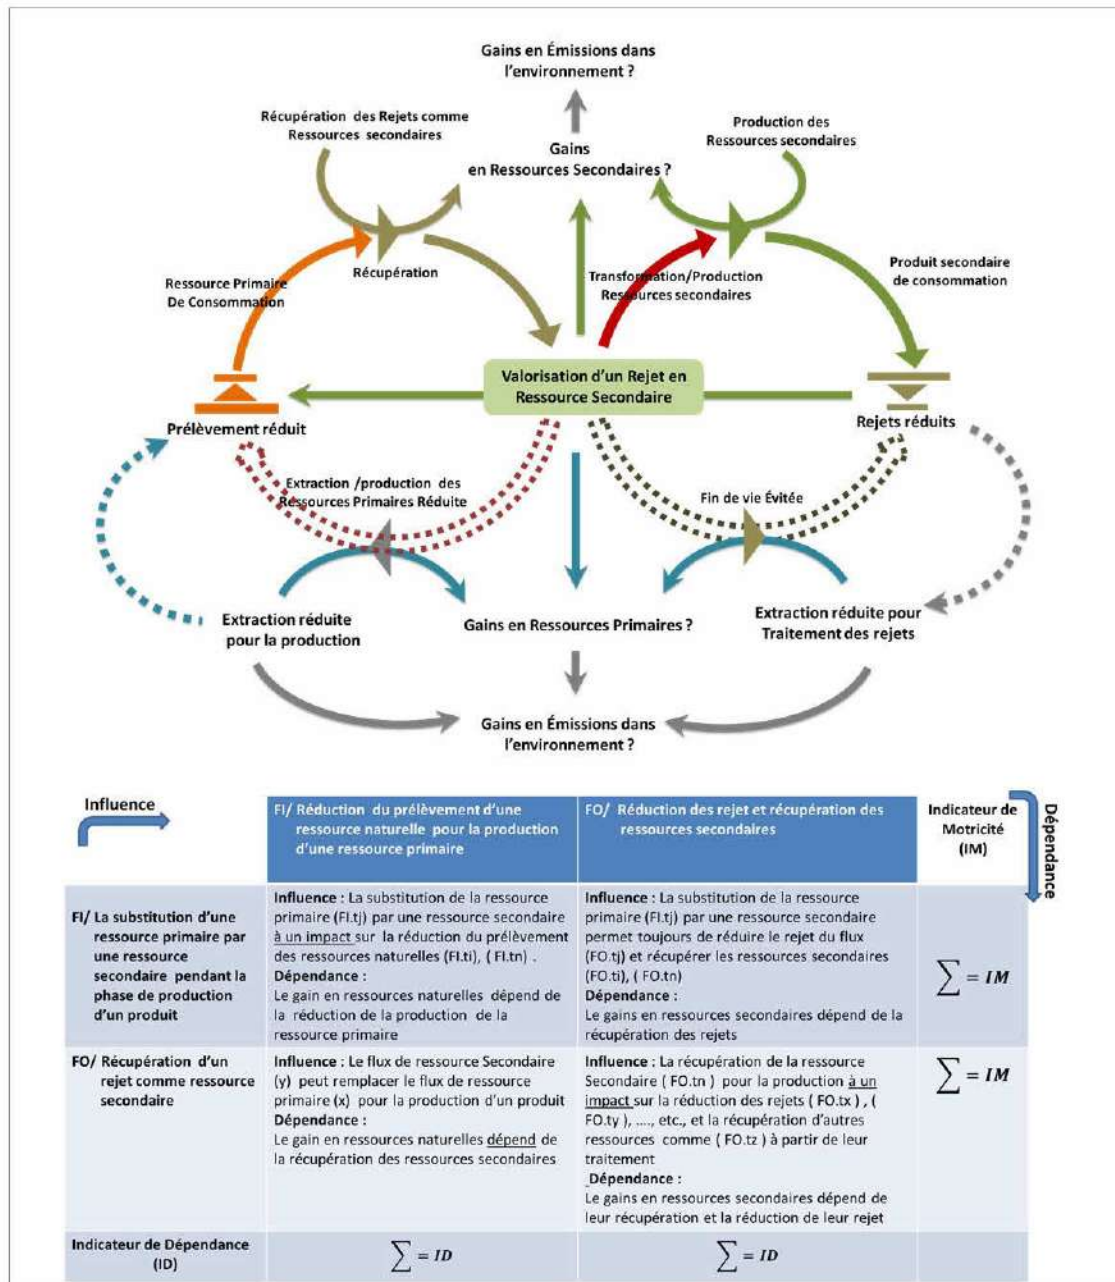 Gains en Émissions dans
l'environnement ?
Récupération des Rejets comme
Ressources secondaires
Production des
Ressources secondaires
Gains
en Ressources Secondaires ?
Récupération
Ressource Primaire
De Consommation
Transformation/Production
Ressources secondaires
Produit secondaire
de consommation
Valorisation d'un Rejet en
Ressource Secondaire
Prélèvement réduit
Rejets réduits
Extraction /production des
Ressources Primaires Réduite
Fin de vie Évitée
Extraction réduite
pour la production
Gains en Ressources Primaires ?
Extraction réduite pour
Traitement des rejets
Gains en Émissions dans
l'environnement ?
Influence
FI/ Réduction du prélèvement d'une
ressource naturelle pour la production
d'une ressource primaire
FO/ Réduction des rejet et récupération des
ressources secondaires
Indicateur de
Motricité
(IM)
Dépendance
FI/ La substitution d'une
ressource primaire par
une ressource
secondaire pendant la
phase de production
d'un produit
Influence : La substitution de la ressource
primaire (FI.tj) par une ressource secondaire
à un impact sur la réduction du prélèvement
des ressources naturelles (FI.ti), ( FI.tn) .
Dépendance :
Le gain en ressources naturelles dépend de
la réduction de la production de la
ressource primaire
Influence : La substitution de la ressource
primaire (FI.tj) par une ressource secondaire
permet toujours de réduire le rejet du flux
(FO.tj) et récupérer les ressources secondaires
(FO.ti), ( FO.tn)
Dépendance :
Le gains en ressources secondaires dépend de la
récupération des rejets
∑ = IM
FO/ Récupération d'un
rejet comme ressource
secondaire
Influence : Le flux de ressource Secondaire
(y) peut remplacer le flux de ressource
primaire (x) pour la production d'un produit
Dépendance :
Le gain en ressources naturelles dépend de
la récupération des ressources secondaires
Influence : La récupération de la ressource
Secondaire ( FO.tn ) pour la production à un
impact sur la réduction des rejets ( FO.tx ) , (
FO.ty ), ...., etc., et la récupération d'autres
ressources comme ( FO.tz ) à partir de leur
traitement
Dépendance :
Le gains en ressources secondaires dépend de
leur récupération et la réduction de leur rejet
∑ = IM
Indicateur de Dépendance
(ID)
∑ = ID
∑ = ID